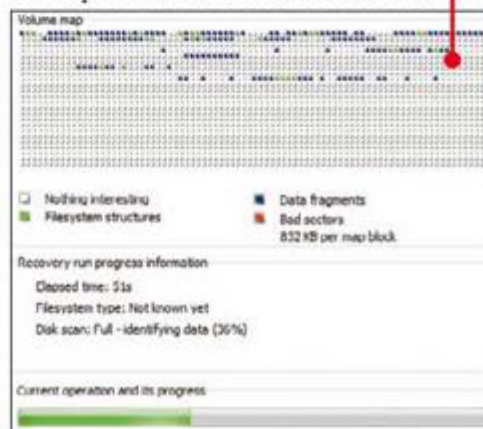 Volume map
Nothing interesting
Filesystem structures
Data fragments
Bad sectors
832 KB per map block
Recovery run progress information
Elapsed time: 51s
Filesystem type: Not known yet
Disk scan: Full - identifying data (36%)
Current operation and its progress